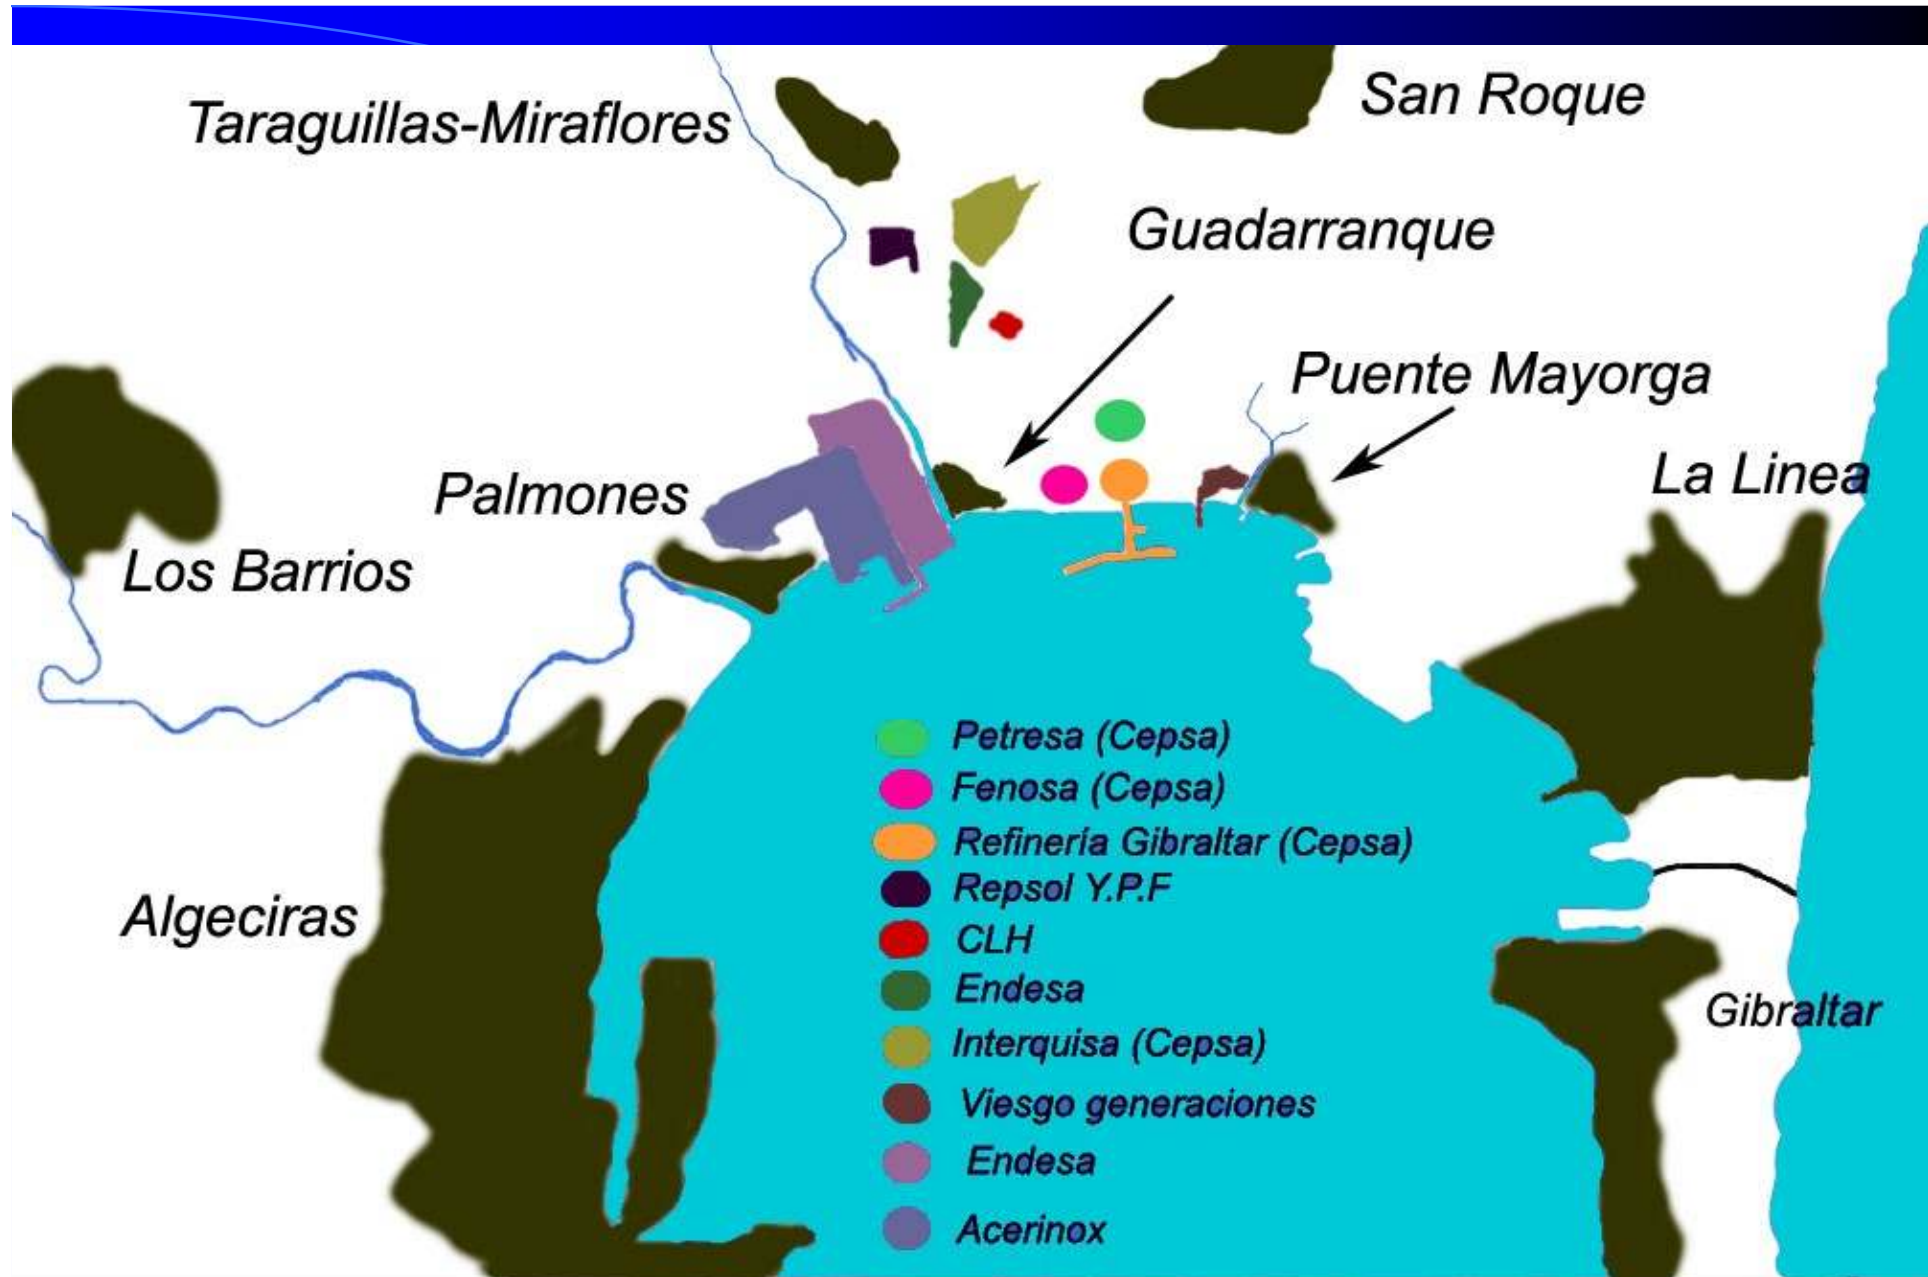 San Roque
Taraguillas-Miraflores
Guadarranque
Puente Mayorga
La Linea
Palmones
Los Barrios
Petresa (Cepsa)
Fenosa (Cepsa)
Refinería Gibraltar (Cepsa)
Repsol Y.P.F
Algeciras
CLH
Endesa
Gibraltar
Interquisa (Cepsa)
Viesgo generaciones
Endesa
Acerinox